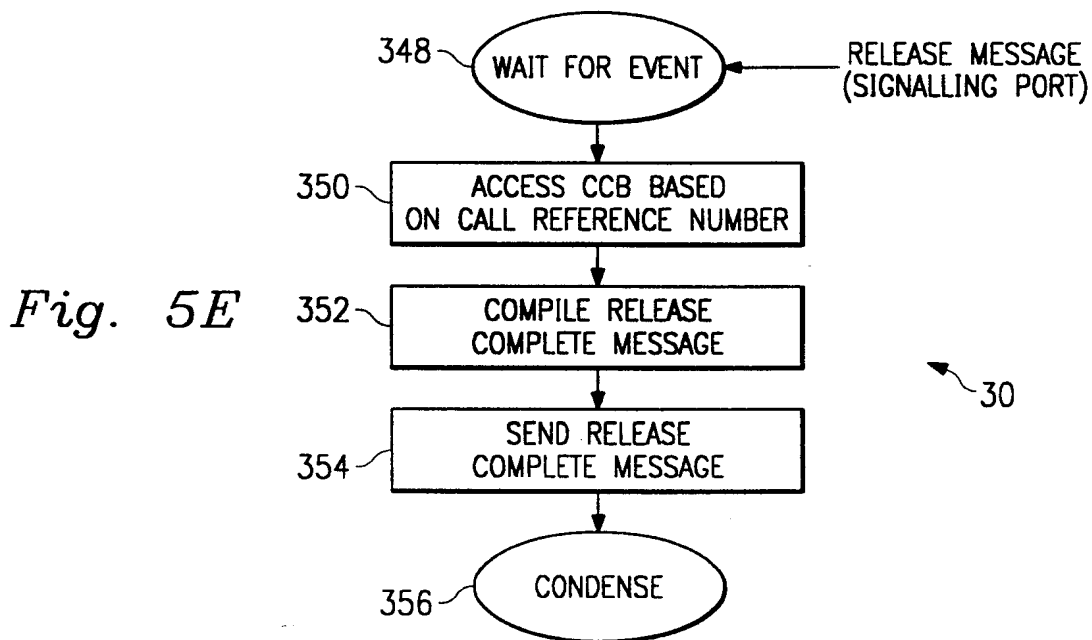 348
WAIT FOR EVENT
RELEASE MESSAGE
(SIGNALLING PORT)
350
ACCESS CCB BASED
ON CALL REFERENCE NUMBER
Fig. 5E
352
COMPILE RELEASE
COMPLETE MESSAGE
30
354
SEND RELEASE
COMPLETE MESSAGE
356
CONDENSE